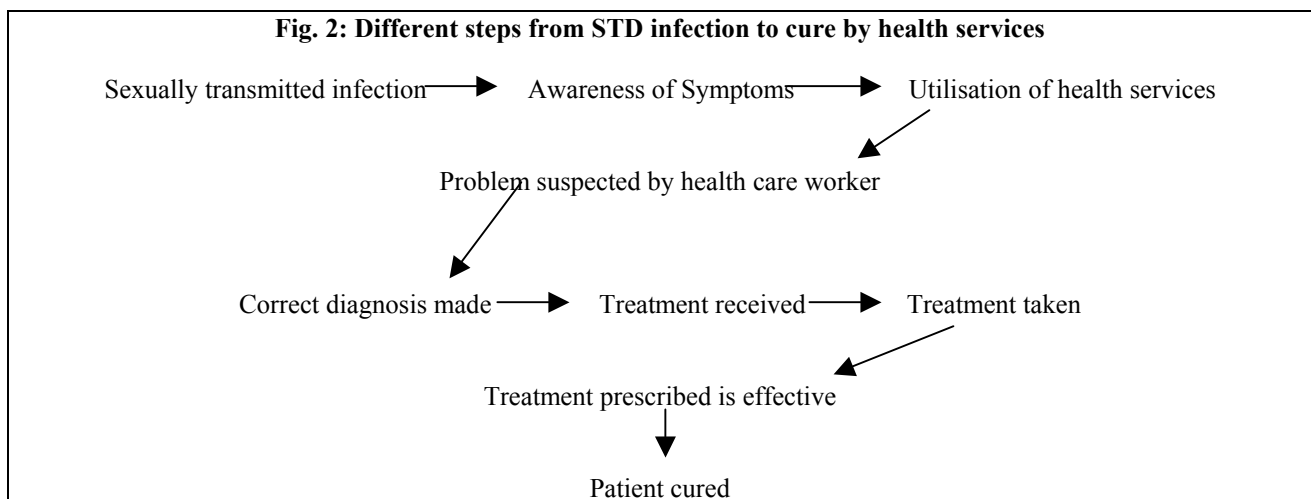 Fig. 2: Different steps from STD infection to cure by health services
Sexually transmitted infection Awareness of Symptoms Utilisation of health services
Problem suspected by health care worker
Correct diagnosis made Treatment received Treatment taken
Treatment prescribed is effective
Patient cured